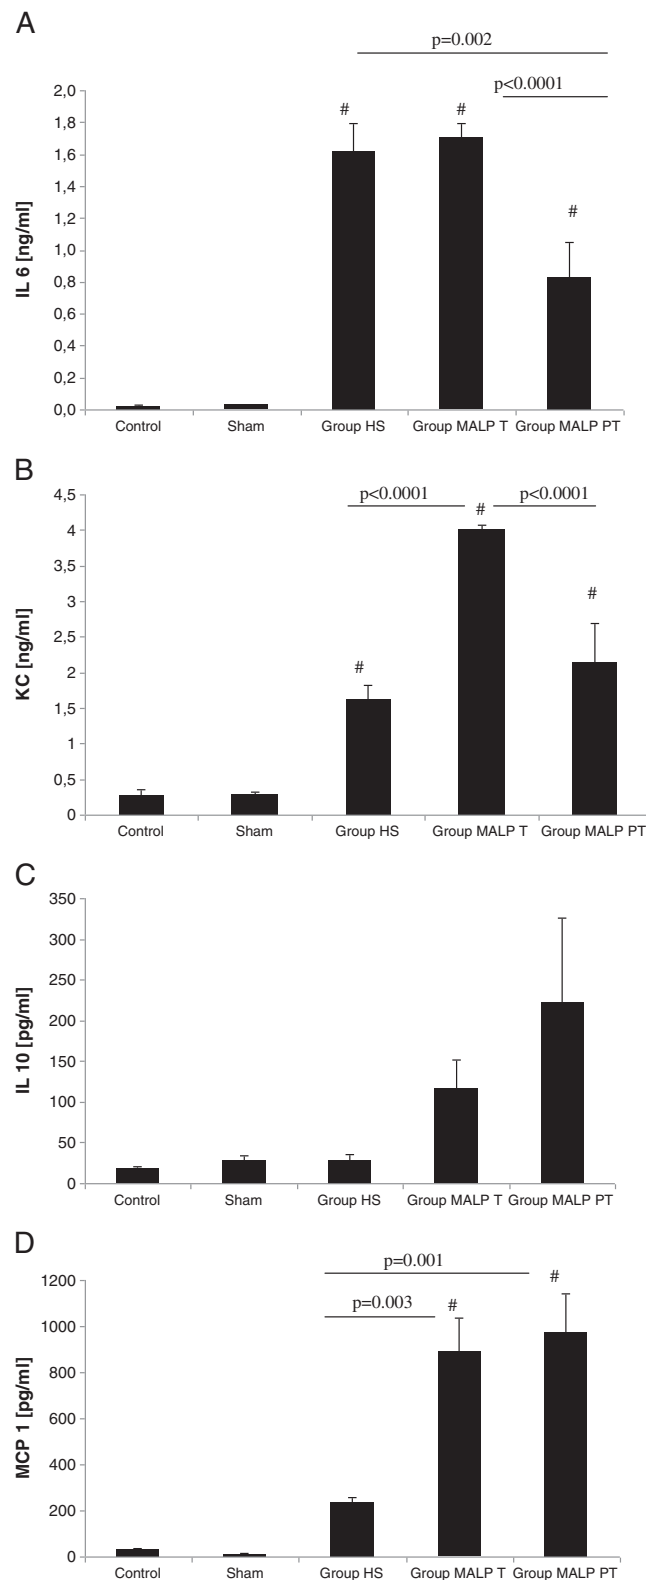 A
p=0.002
p<0.0001
2,0
1,8
1,6
1,4
1,2
1,0
0,8
0,6
0,4
0,2
0,0
IL 6 [ng/ml]
# # #
Control Sham Group HS Group MALP T Group MALP PT
B
p<0.0001 p<0.0001
4,5
4
3,5
3
2,5
2
1,5
1
0,5
0
KC [ng/ml]
# # #
Control Sham Group HS Group MALP T Group MALP PT
C
350
300
250
200
150
100
50
0
IL 10 [pg/ml]
Control Sham Group HS Group MALP T Group MALP PT
D
p=0.001
p=0.003
# #
1200
1000
800
600
400
200
0
MCP 1 [pg/ml]
Control Sham Group HS Group MALP T Group MALP PT